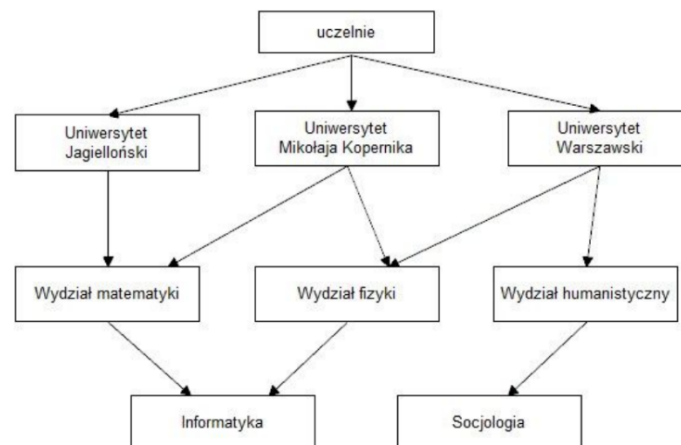 uczelnie
Uniwersytet
Jagielloński
Uniwersytet
Mikołaja Kopernika
Uniwersytet
Warszawski
Wydział matematyki
Wydział fizyki
Wydział humanistyczny
Informatyka
Socjologia